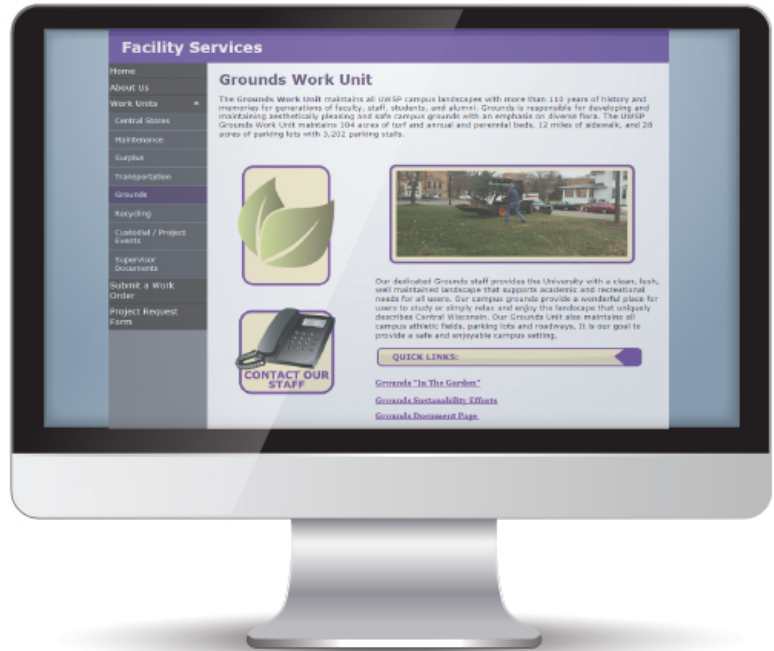 Facility Services
Home
About Us
Work Units
Central Stores
Maintenance
Surplus
Transportation
Grounds
Recycling
Custodial / Project
Events
Supervisor
Documents
Submit a Work
Order
Project Request
Form
Grounds Work Unit
The Grounds Work Unit maintains all UWSP campus landscapes with more than 110 years of history and
memories for generations of faculty, staff, students, and alumni. Grounds is responsible for developing and
maintaining aesthetically pleasing and safe campus grounds with an emphasis on diverse flora. The UWSP
Grounds Work Unit maintains 104 acres of turf and annual and perennial beds, 12 miles of sidewalk, and 28
acres of parking lots with 3,202 parking stalls.
CONTACT OUR
STAFF
Our dedicated Grounds staff provides the University with a clean, lush,
well maintained landscape that supports academic and recreational
needs for all users. Our campus grounds provide a wonderful place for
users to study or simply relax and enjoy the landscape that uniquely
describes Central Wisconsin. Our Grounds Unit also maintains all
campus athletic fields, parking lots and roadways. It is our goal to
provide a safe and enjoyable campus setting.
QUICK LINKS:
Grounds "In The Garden"
Grounds Sustainability Efforts
Grounds Document Page